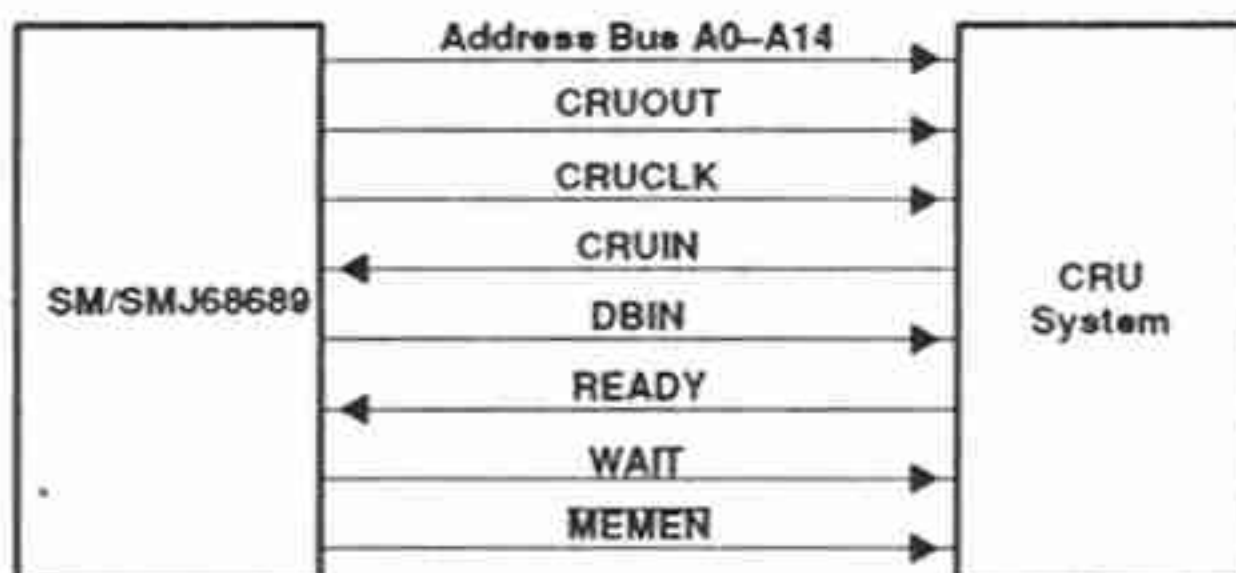 Address Bus A0–A14
CRUOUT
CRUCLK
CRUIN
SM/SMJ68689
DBIN
CRU
System
READY
WAIT
MEMEN